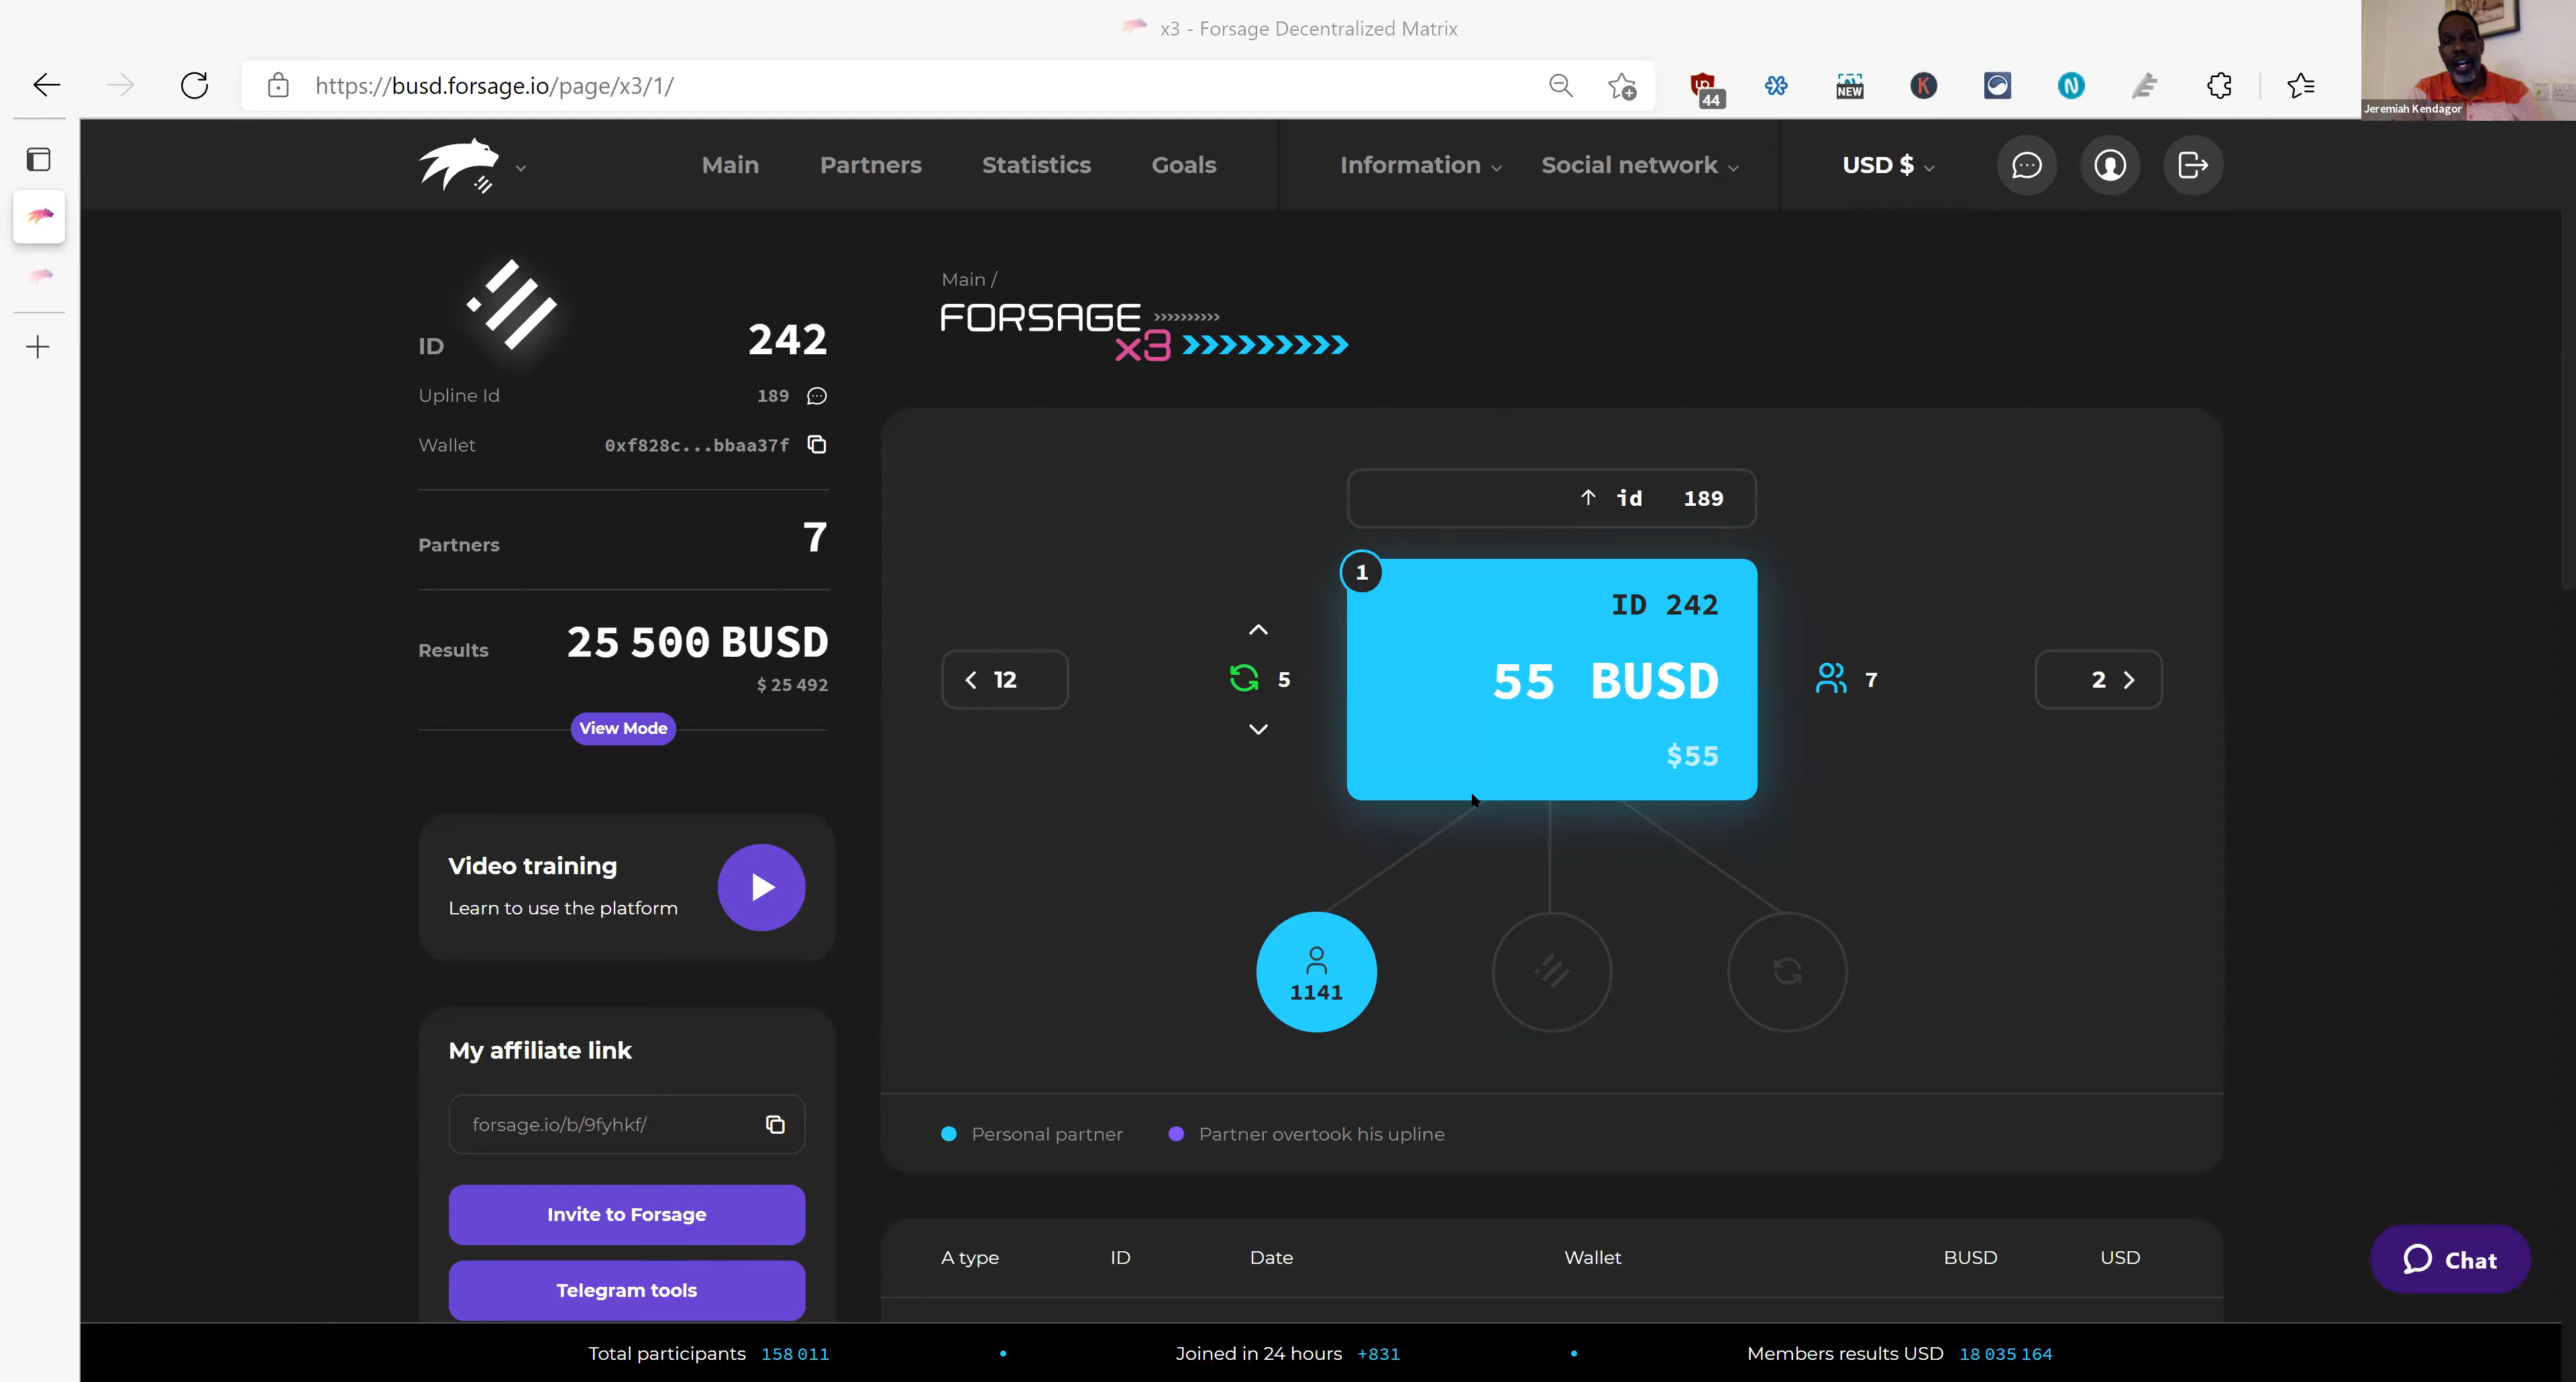 x3 - Forsage Decentralized Matrix
https://busd.forsage.io/page/x3/1/
44
NEW
K
N
Jeremiah Kendagor
Main
Partners
Statistics
Goals
Information
Social network
USD $
ID 242
Upline Id 189
Wallet 0xf828c...bbaa37f
Partners 7
Results 25 500 BUSD
$ 25 492
View Mode
Video training
Learn to use the platform
My affiliate link
forsage.io/b/9fyhkf/
Invite to Forsage
Telegram tools
Main /
FORSAGE
x3
↑ id 189
1
ID 242
55 BUSD
$55
< 12
5
7
2 >
1141
Personal partner
Partner overtook his upline
A type ID Date Wallet BUSD USD
Chat
Total participants 158 011 • Joined in 24 hours +831 • Members results USD 18 035 164